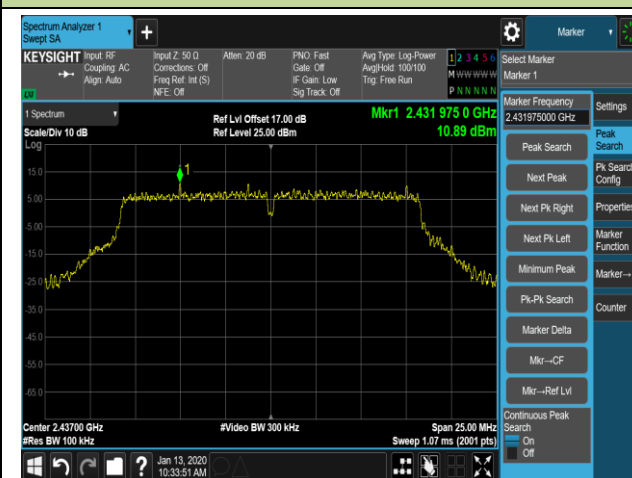 Spectrum Analyzer 1
Swept SA
Marker
KEYSIGHT
Input: RF
Coupling: AC
Align: Auto
Input Z: 50 Ω
Corrections: Off
Freq Ref: Int (S)
NFE: Off
Atten: 20 dB
PNO: Fast
Gate: Off
IF Gain: Low
Sig Track: Off
Avg Type: Log-Power
Avg|Hold: 100/100
Trig: Free Run
1 2 3 4 5 6
M W W W W W
P N N N N N
LXI
1 Spectrum
Scale/Div 10 dB
Log
Ref Lvl Offset 17.00 dB
Ref Level 25.00 dBm
Mkr1 2.431 975 0 GHz
10.89 dBm
1
15.0
5.00
-5.00
-15.0
-25.0
-35.0
-45.0
-55.0
-65.0
Center 2.43700 GHz
#Res BW 100 kHz
#Video BW 300 kHz
Span 25.00 MHz
Sweep 1.07 ms (2001 pts)
Jan 13, 2020
10:33:51 AM
Select Marker
Marker 1
Marker Frequency
2.431975000 GHz
Peak Search
Next Peak
Next Pk Right
Next Pk Left
Minimum Peak
Pk-Pk Search
Marker Delta
Mkr→CF
Mkr→Ref Lvl
Continuous Peak
Search
On
Off
Settings
Peak
Search
Pk Search
Config
Properties
Marker
Function
Marker→
Counter